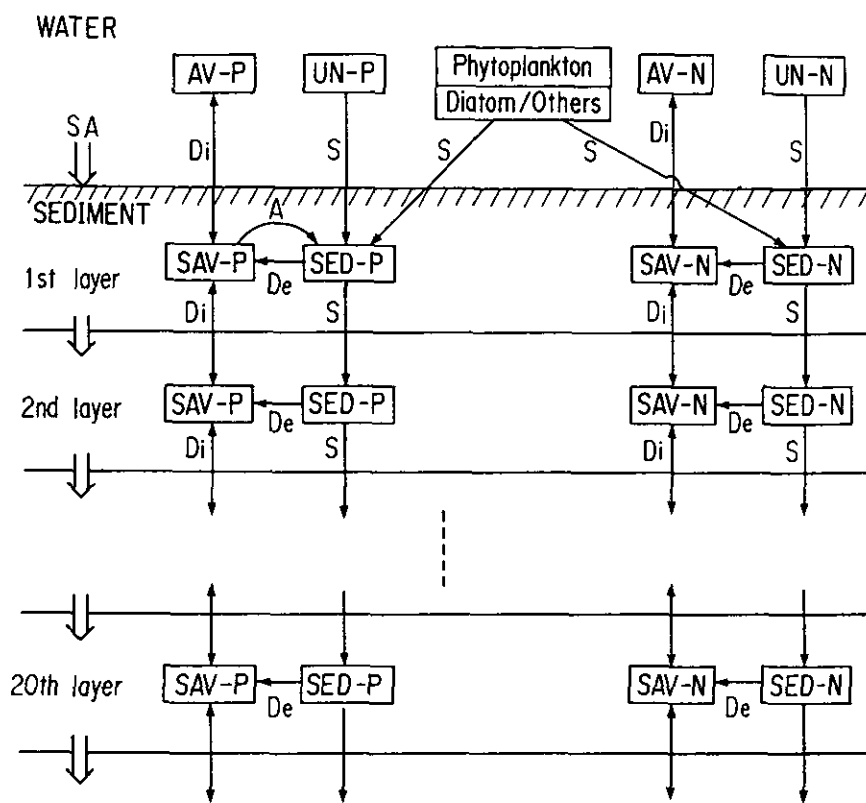 WATER
AV-P UN-P Phytoplankton AV-N UN-N
Diatom/Others
SA Di S S S Di S
SEDIMENT
A
1st layer SAV-P De SED-P SAV-N De SED-N
Di S Di S
2nd layer SAV-P De SED-P SAV-N De SED-N
Di S Di S
20th layer SAV-P De SED-P SAV-N De SED-N